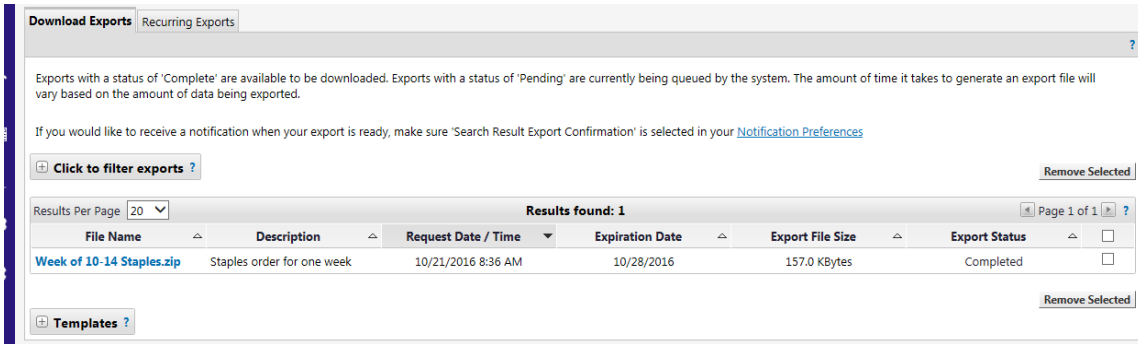 Download Exports Recurring Exports
?
Exports with a status of 'Complete' are available to be downloaded. Exports with a status of 'Pending' are currently being queued by the system. The amount of time it takes to generate an export file will
vary based on the amount of data being exported.
If you would like to receive a notification when your export is ready, make sure 'Search Result Export Confirmation' is selected in your Notification Preferences
Click to filter exports ?
Remove Selected
Results Per Page 20 Results found: 1 Page 1 of 1 ?
File Name Description Request Date / Time Expiration Date Export File Size Export Status
Week of 10-14 Staples.zip Staples order for one week 10/21/2016 8:36 AM 10/28/2016 157.0 KBytes Completed
Remove Selected
Templates ?